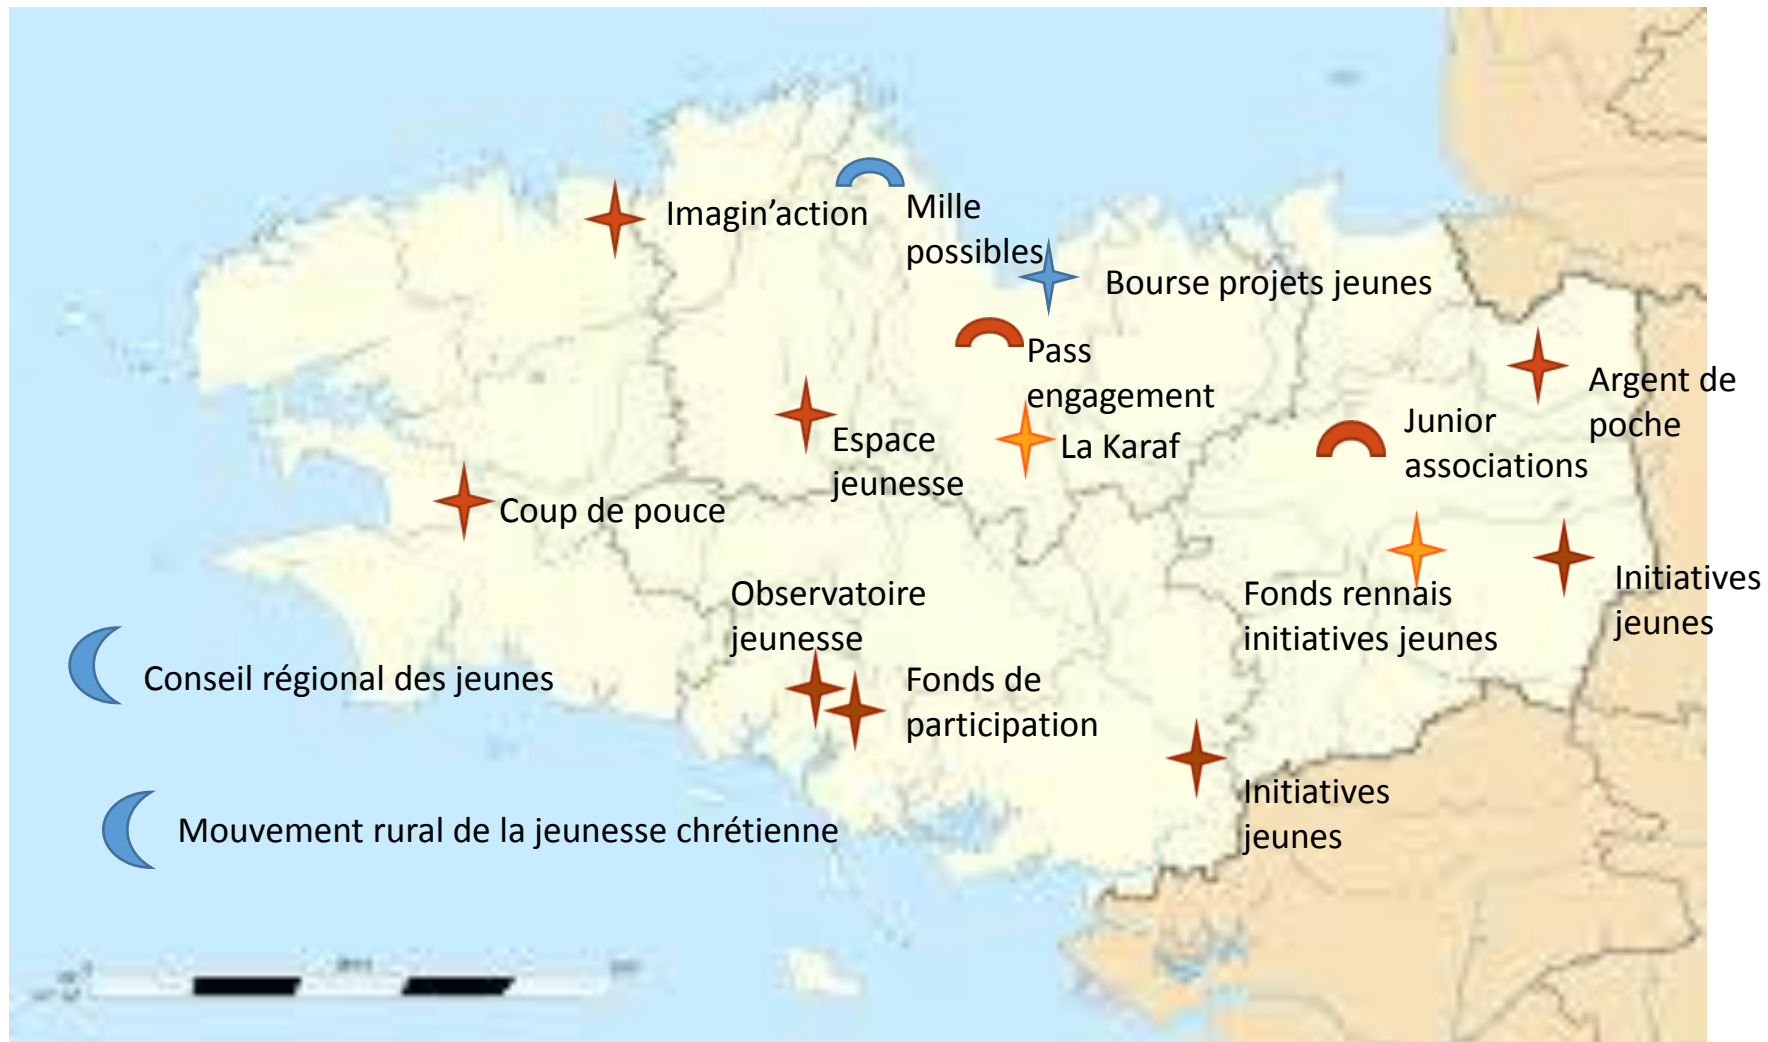 Imagin’action
Mille
possibles
Bourse projets jeunes
Pass
engagement
Argent de
poche
Junior
associations
Espace
jeunesse
La Karaf
Coup de pouce
Observatoire
jeunesse
Fonds rennais
initiatives jeunes
Initiatives
jeunes
Conseil régional des jeunes
Fonds de
participation
Initiatives
jeunes
Mouvement rural de la jeunesse chrétienne